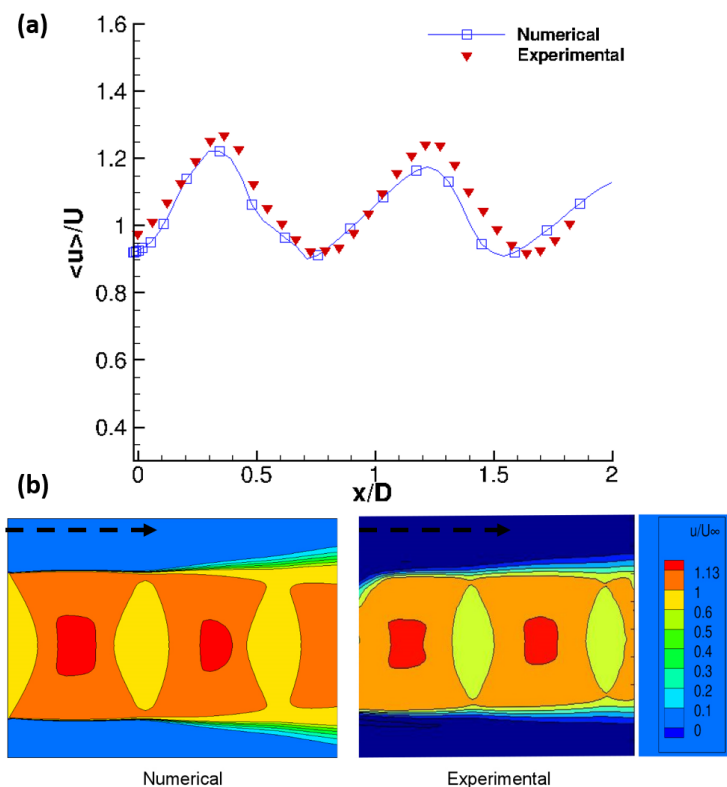 (a)
1.6
Numerical
Experimental
1.4
1.2
1
0.8
0.6
0.4
<u>/U
0 0.5 1 1.5 2
x/D
(b)
u/U∞
1.13
1
0.6
0.5
0.4
0.3
0.2
0.1
0
Numerical
Experimental